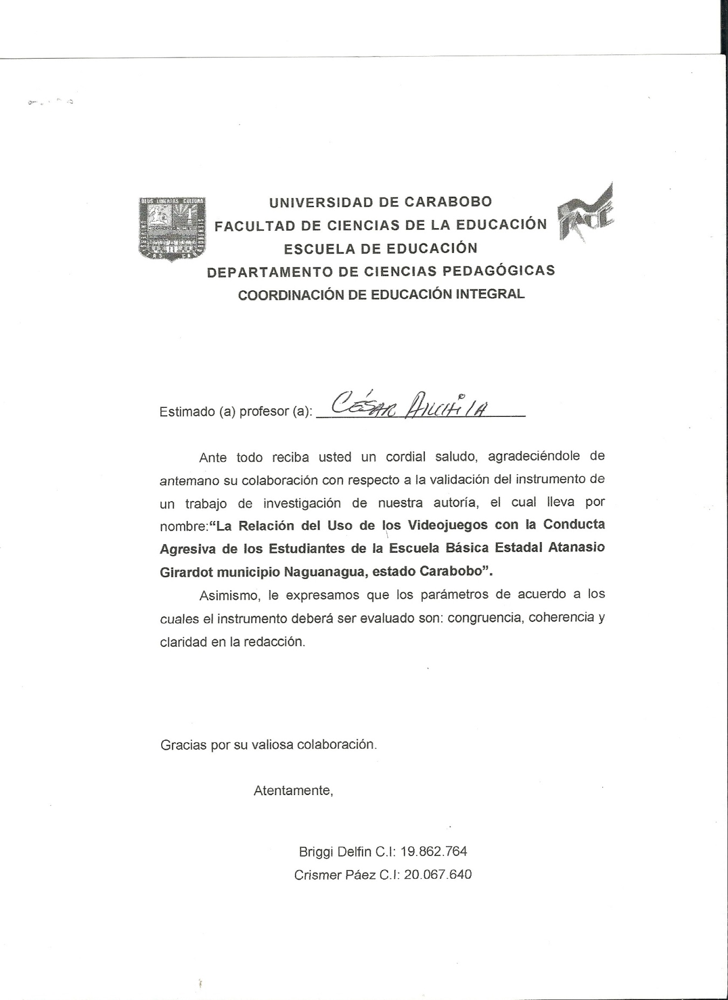 DEUS LIBERTAS CULTURA
UNIVERSIDAD DE CARABOBO
FACULTAD DE CIENCIAS DE LA EDUCACIÓN
FACE
ESCUELA DE EDUCACIÓN
DEPARTAMENTO DE CIENCIAS PEDAGÓGICAS
COORDINACIÓN DE EDUCACIÓN INTEGRAL
Estimado (a) profesor (a): CÉSAR
Ante todo reciba usted un cordial saludo, agradeciéndole de
antemano su colaboración con respecto a la validación del instrumento de
un trabajo de investigación de nuestra autoría, el cual lleva por
nombre:“La Relación del Uso de los Videojuegos con la Conducta
Agresiva de los Estudiantes de la Escuela Básica Estadal Atanasio
Girardot municipio Naguanagua, estado Carabobo”.
Asimismo, le expresamos que los parámetros de acuerdo a los
cuales el instrumento deberá ser evaluado son: congruencia, coherencia y
claridad en la redacción.
Gracias por su valiosa colaboración.
Atentamente,
Briggi Delfin C.I: 19.862.764
Crismer Páez C.I: 20.067.640